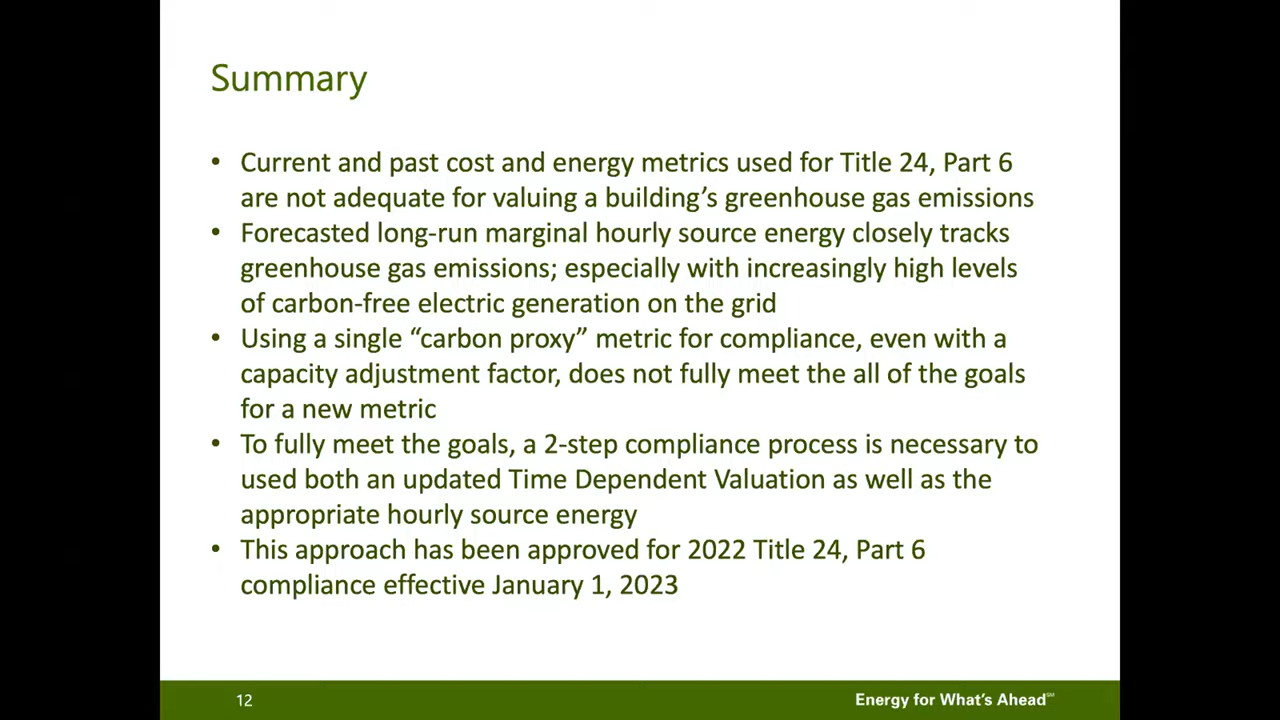 Summary
• Current and past cost and energy metrics used for Title 24, Part 6
are not adequate for valuing a building’s greenhouse gas emissions
• Forecasted long-run marginal hourly source energy closely tracks
greenhouse gas emissions; especially with increasingly high levels
of carbon-free electric generation on the grid
• Using a single “carbon proxy” metric for compliance, even with a
capacity adjustment factor, does not fully meet the all of the goals
for a new metric
• To fully meet the goals, a 2-step compliance process is necessary to
used both an updated Time Dependent Valuation as well as the
appropriate hourly source energy
• This approach has been approved for 2022 Title 24, Part 6
compliance effective January 1, 2023
12
Energy for What’s Ahead℠